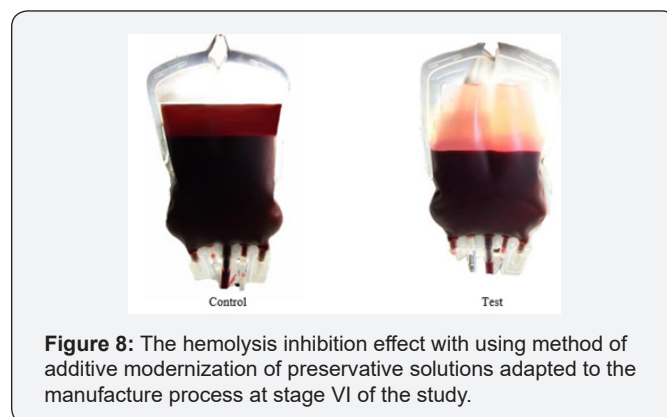 Control
Test
Figure 8: The hemolysis inhibition effect with using method of
additive modernization of preservative solutions adapted to the
manufacture process at stage VI of the study.